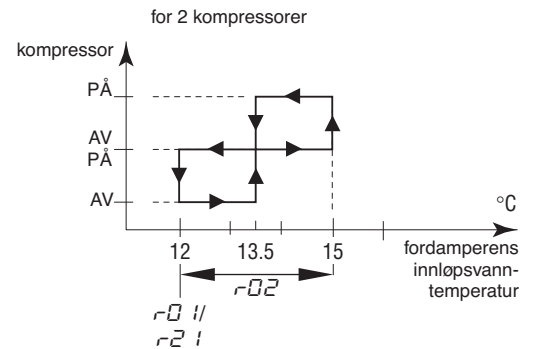 for 2 kompressorer
kompressor
PÅ
AV
PÅ
AV
°C
12 13.5 15
fordamperens
innløpsvann-
temperatur
r02
r01/
r21